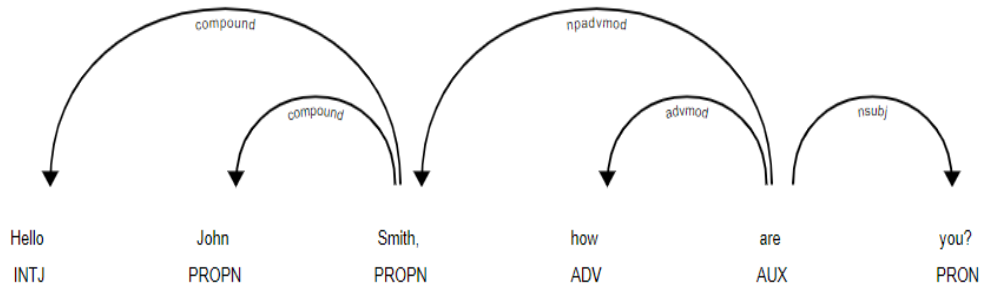 compound
npadvmod
compound
advmod
nsubj
Hello John Smith, how are you?
INTJ PROPN PROPN ADV AUX PRON